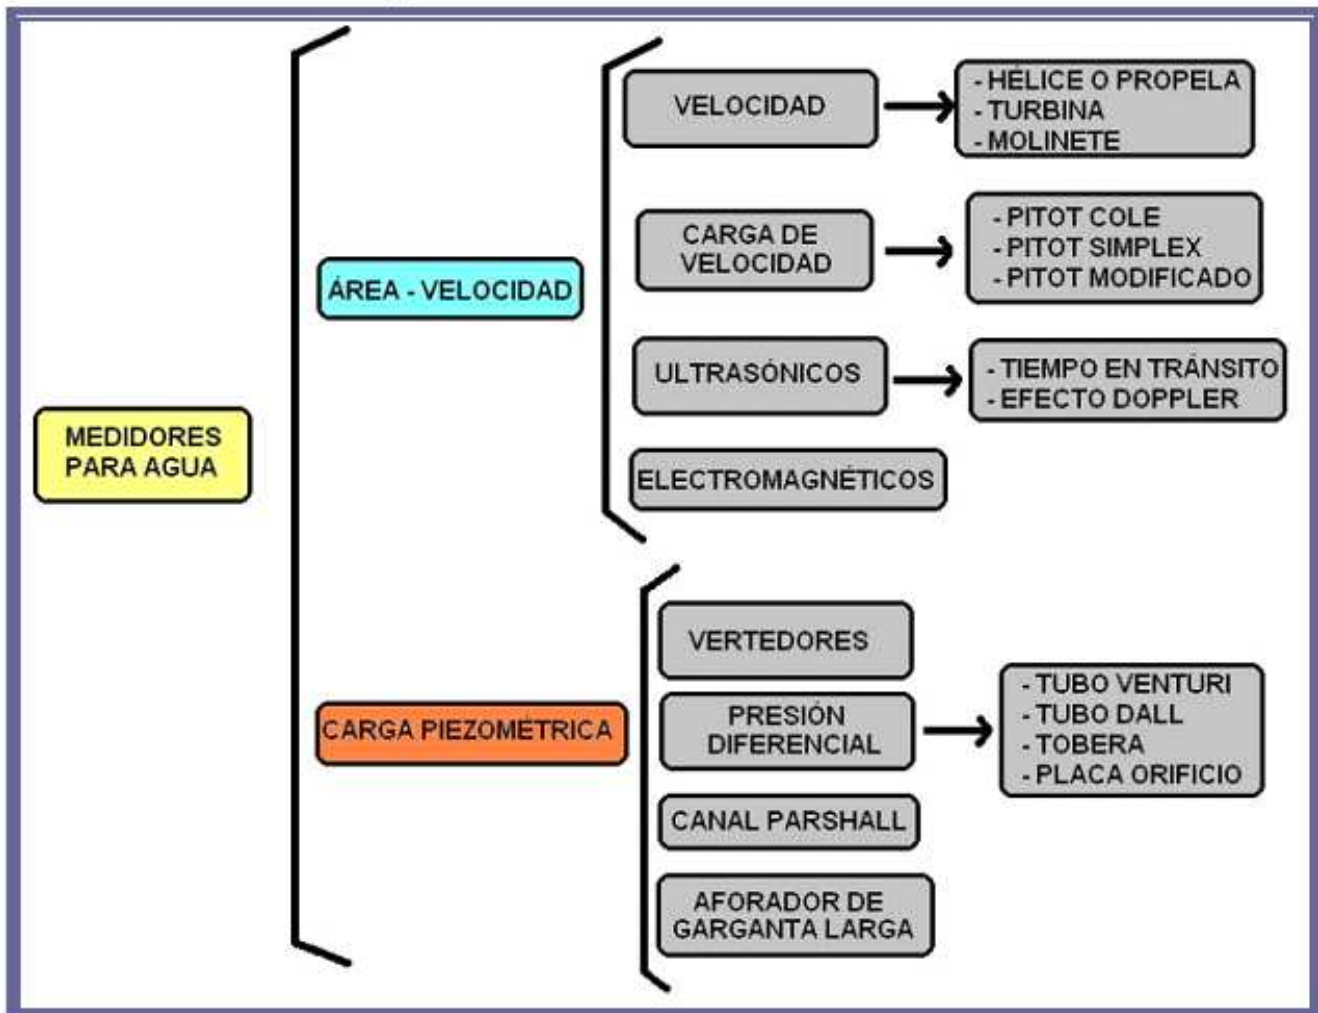 MEDIDORES
PARA AGUA
ÁREA - VELOCIDAD
VELOCIDAD
- HÉLICE O PROPELA
- TURBINA
- MOLINETE
CARGA DE
VELOCIDAD
- PITOT COLE
- PITOT SIMPLEX
- PITOT MODIFICADO
ULTRASÓNICOS
- TIEMPO EN TRÁNSITO
- EFECTO DOPPLER
ELECTROMAGNÉTICOS
CARGA PIEZOMÉTRICA
VERTEDORES
PRESIÓN
DIFERENCIAL
- TUBO VENTURI
- TUBO DALL
- TOBERA
- PLACA ORIFICIO
CANAL PARSHALL
AFORADOR DE
GARGANTA LARGA